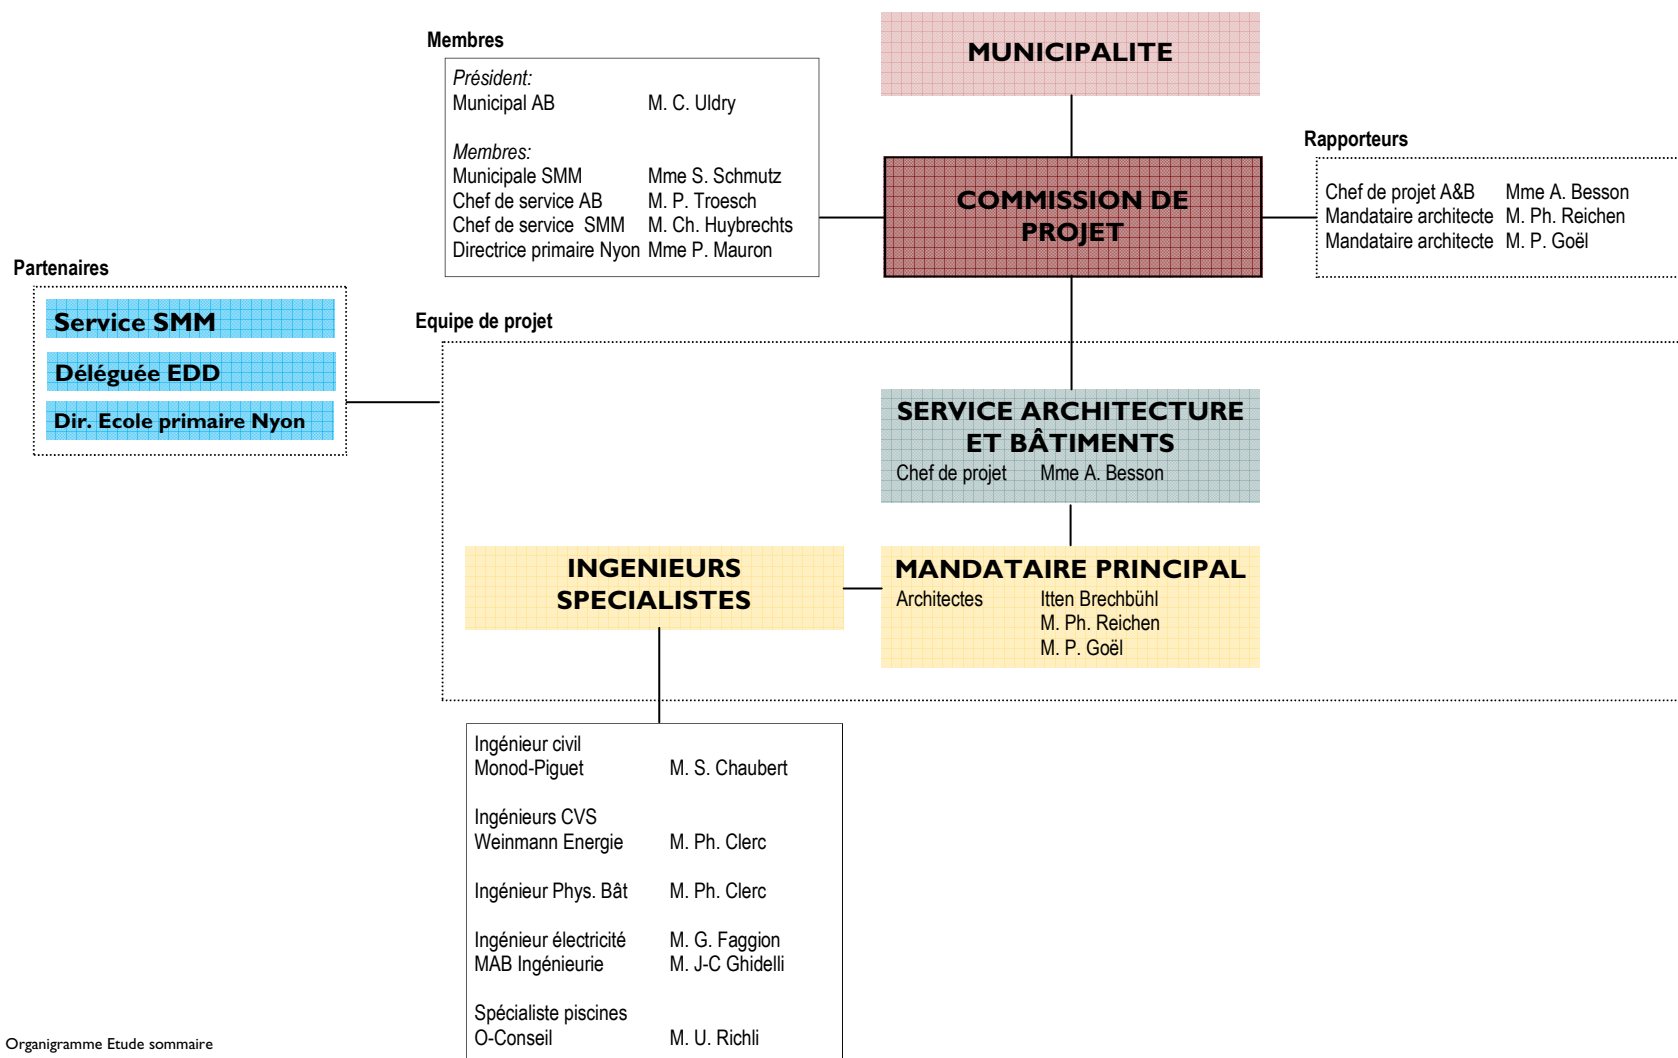 MUNICIPALITE
Membres
Président:
Municipal AB M. C. Uldry
Membres:
Municipale SMM Mme S. Schmutz
Chef de service AB M. P. Troesch
Chef de service SMM M. Ch. Huybrechts
Directrice primaire Nyon Mme P. Mauron
COMMISSION DE
PROJET
Rapporteurs
Chef de projet A&B Mme A. Besson
Mandataire architecte M. Ph. Reichen
Mandataire architecte M. P. Goël
Partenaires
Service SMM
Déléguée EDD
Dir. Ecole primaire Nyon
Equipe de projet
SERVICE ARCHITECTURE
ET BÂTIMENTS
Chef de projet Mme A. Besson
INGENIEURS
SPECIALISTES
MANDATAIRE PRINCIPAL
Architectes Itten Brechbühl
M. Ph. Reichen
M. P. Goël
Ingénieur civil
Monod-Piguet M. S. Chaubert
Ingénieurs CVS
Weinmann Energie M. Ph. Clerc
Ingénieur Phys. Bât M. Ph. Clerc
Ingénieur électricité M. G. Faggion
MAB Ingénieurie M. J-C Ghidelli
Spécialiste piscines
O-Conseil M. U. Richli
Organigramme Etude sommaire